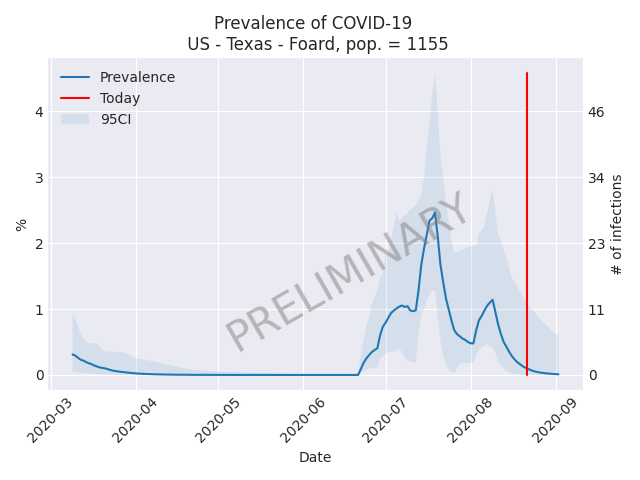 Prevalence of COVID-19
US - Texas - Foard, pop. = 1155
Prevalence
Today
95CI
PRELIMINARY
%
4
3
2
1
0
46
34
23
11
0
# of infections
2020-03
2020-04
2020-05
2020-06
2020-07
2020-08
2020-09
Date